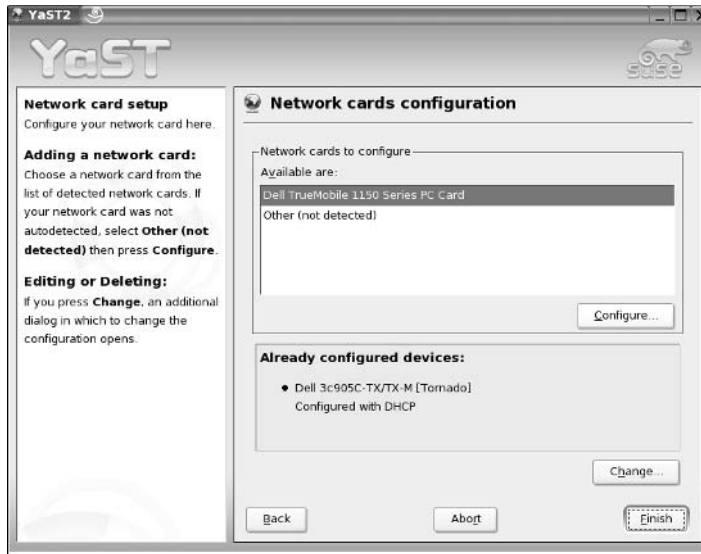 YaST2
YaST
SUSE
Network card setup
Configure your network card here.
Adding a network card:
Choose a network card from the
list of detected network cards. If
your network card was not
autodetected, select Other (not
detected) then press Configure.
Editing or Deleting:
If you press Change, an additional
dialog in which to change the
configuration opens.
Network cards configuration
Network cards to configure
Available are:
Dell TrueMobile 1150 Series PC Card
Other (not detected)
Configure...
Already configured devices:
• Dell 3c905C-TX/TX-M [Tornado]
Configured with DHCP
Change...
Back
Abort
Finish